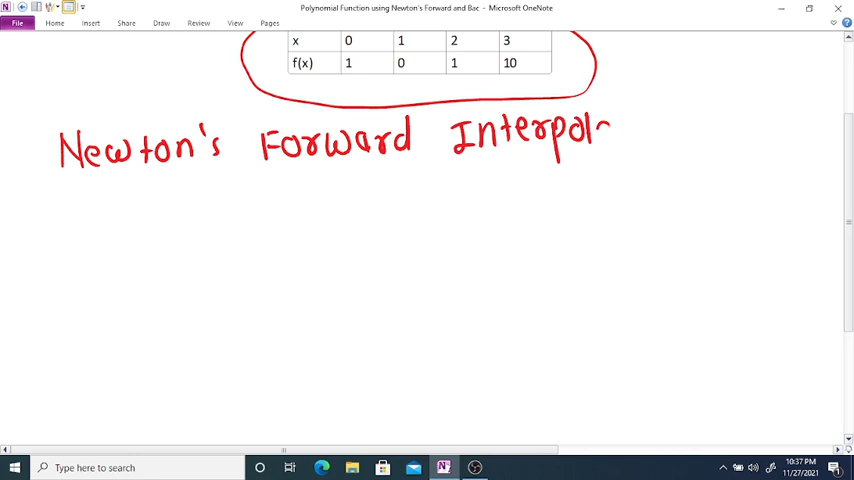 Polynomial Function using Newton's Forward and Bac - Microsoft OneNote
File Home Insert Share Draw Review View Pages
x 0 1 2 3
f(x) 1 0 1 10
Newton's Forward Interpol
Type here to search
10:37 PM
11/27/2021